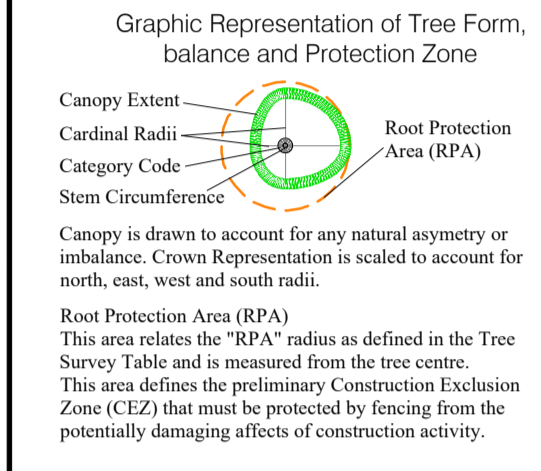 Graphic Representation of Tree Form,
balance and Protection Zone
Canopy Extent
Cardinal Radii
Category Code
Stem Circumference
Root Protection
Area (RPA)
Canopy is drawn to account for any natural asymetry or
imbalance. Crown Representation is scaled to account for
north, east, west and south radii.
Root Protection Area (RPA)
This area relates the "RPA" radius as defined in the Tree
Survey Table and is measured from the tree centre.
This area defines the preliminary Construction Exclusion
Zone (CEZ) that must be protected by fencing from the
potentially damaging affects of construction activity.